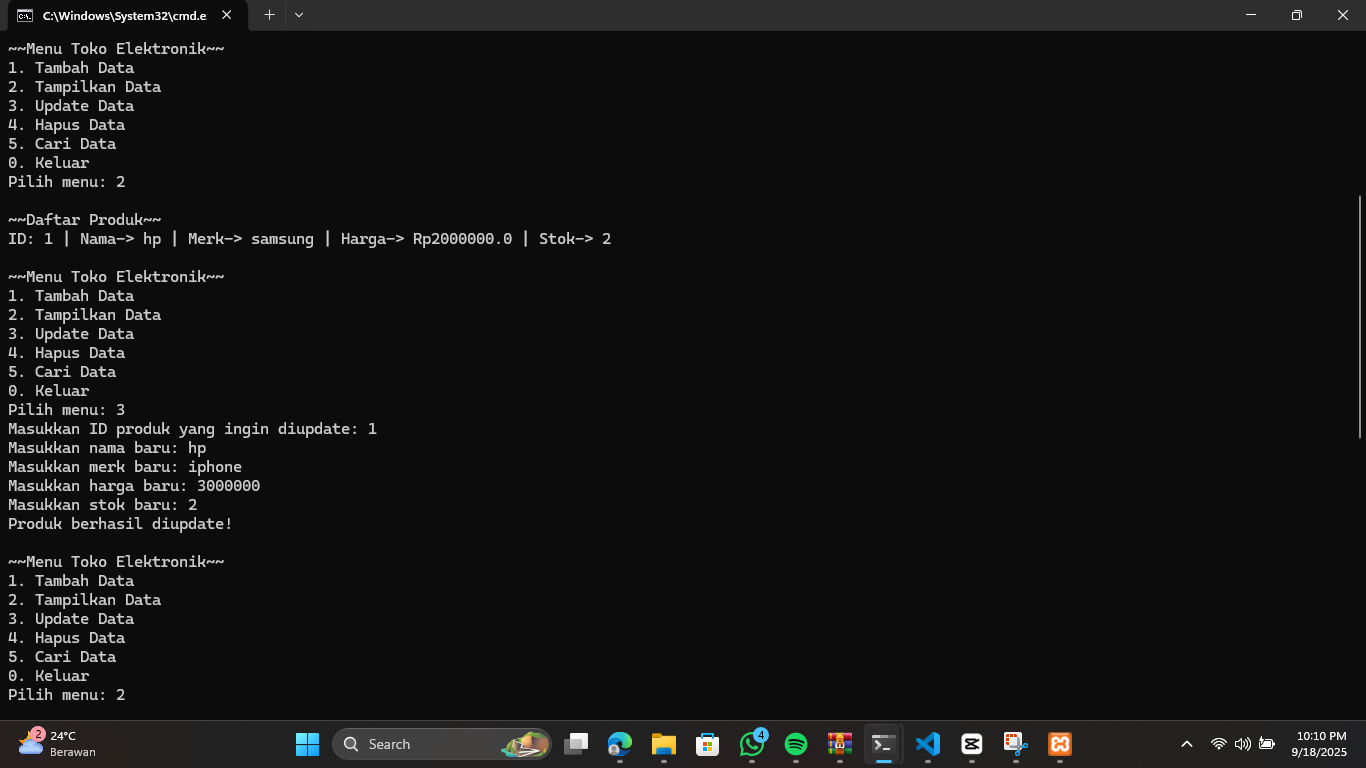 C:\Windows\System32\cmd.e
~~Menu Toko Elektronik~~
1. Tambah Data
2. Tampilkan Data
3. Update Data
4. Hapus Data
5. Cari Data
0. Keluar
Pilih menu: 2
~~Daftar Produk~~
ID: 1 | Nama-> hp | Merk-> samsung | Harga-> Rp2000000.0 | Stok-> 2
~~Menu Toko Elektronik~~
1. Tambah Data
2. Tampilkan Data
3. Update Data
4. Hapus Data
5. Cari Data
0. Keluar
Pilih menu: 3
Masukkan ID produk yang ingin diupdate: 1
Masukkan nama baru: hp
Masukkan merk baru: iphone
Masukkan harga baru: 3000000
Masukkan stok baru: 2
Produk berhasil diupdate!
~~Menu Toko Elektronik~~
1. Tambah Data
2. Tampilkan Data
3. Update Data
4. Hapus Data
5. Cari Data
0. Keluar
Pilih menu: 2
2
24°C
Berawan
Search
4
10:10 PM
9/18/2025